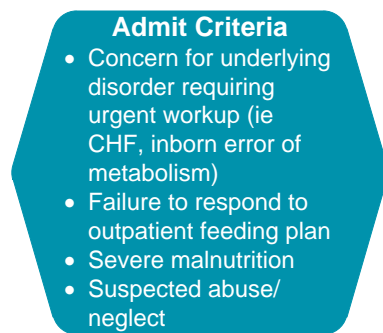 Admit Criteria
• Concern for underlying
disorder requiring
urgent workup (ie
CHF, inborn error of
metabolism)
• Failure to respond to
outpatient feeding plan
• Severe malnutrition
• Suspected abuse/
neglect